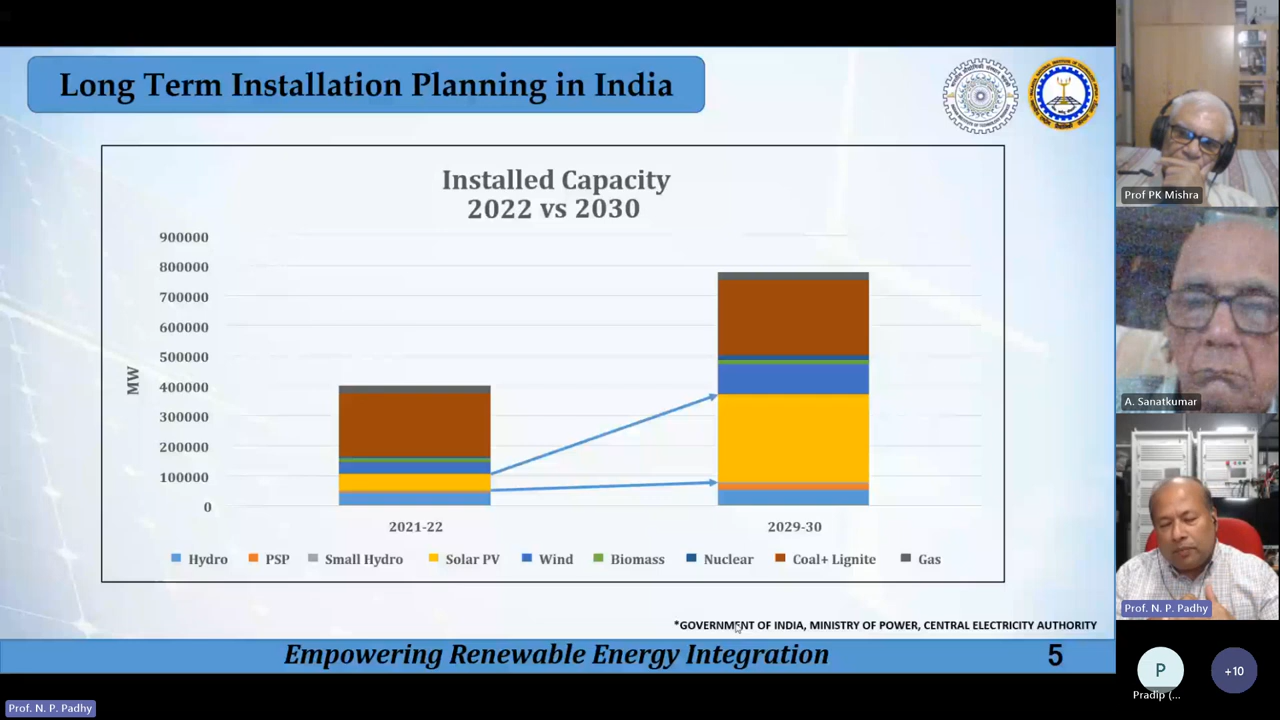 Long Term Installation Planning in India
Installed Capacity
2022 vs 2030
900000
800000
700000
600000
500000
400000
300000
200000
100000
0
MW
2021-22
2029-30
Hydro PSP Small Hydro Solar PV Wind Biomass Nuclear Coal+ Lignite Gas
*GOVERNMENT OF INDIA, MINISTRY OF POWER, CENTRAL ELECTRICITY AUTHORITY
Empowering Renewable Energy Integration 5
Prof PK Mishra
A. Sanatkumar
Prof. N. P. Padhy
P
Pradip (...
+10
Prof. N. P. Padhy